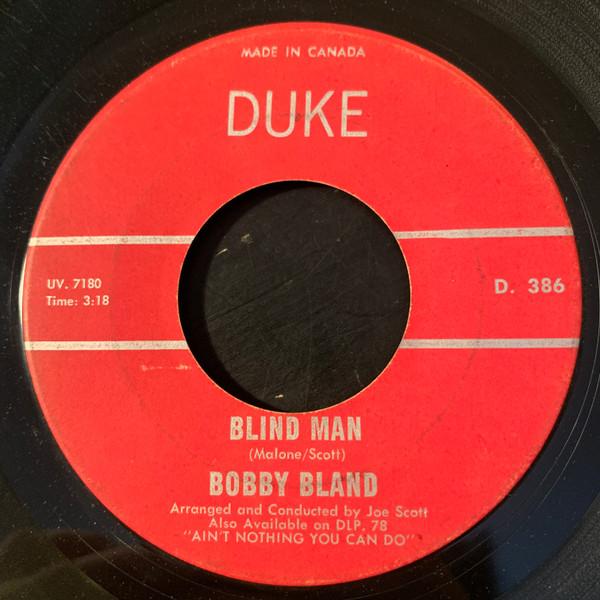 MADE IN CANADA
DUKE
UV. 7180
Time: 3:18
D. 386
BLIND MAN
(Malone/Scott)
BOBBY BLAND
Arranged and Conducted by Joe Scott
Also Available on DLP. 78
"AIN'T NOTHING YOU CAN DO"